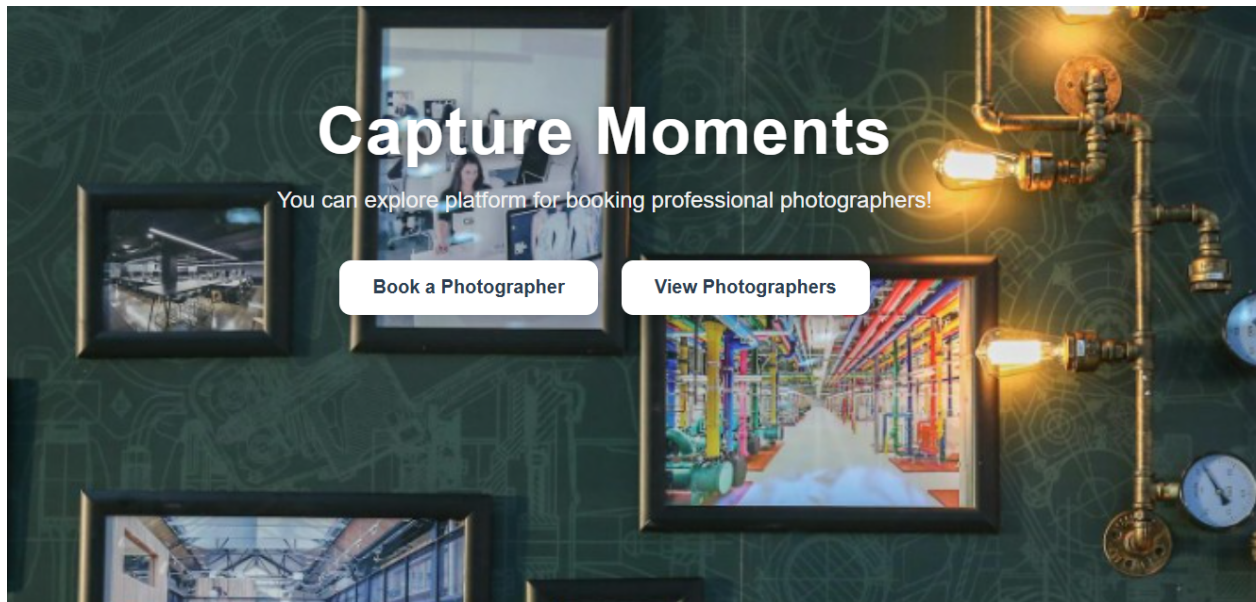 Capture Moments
You can explore platform for booking professional photographers!
Book a Photographer
View Photographers